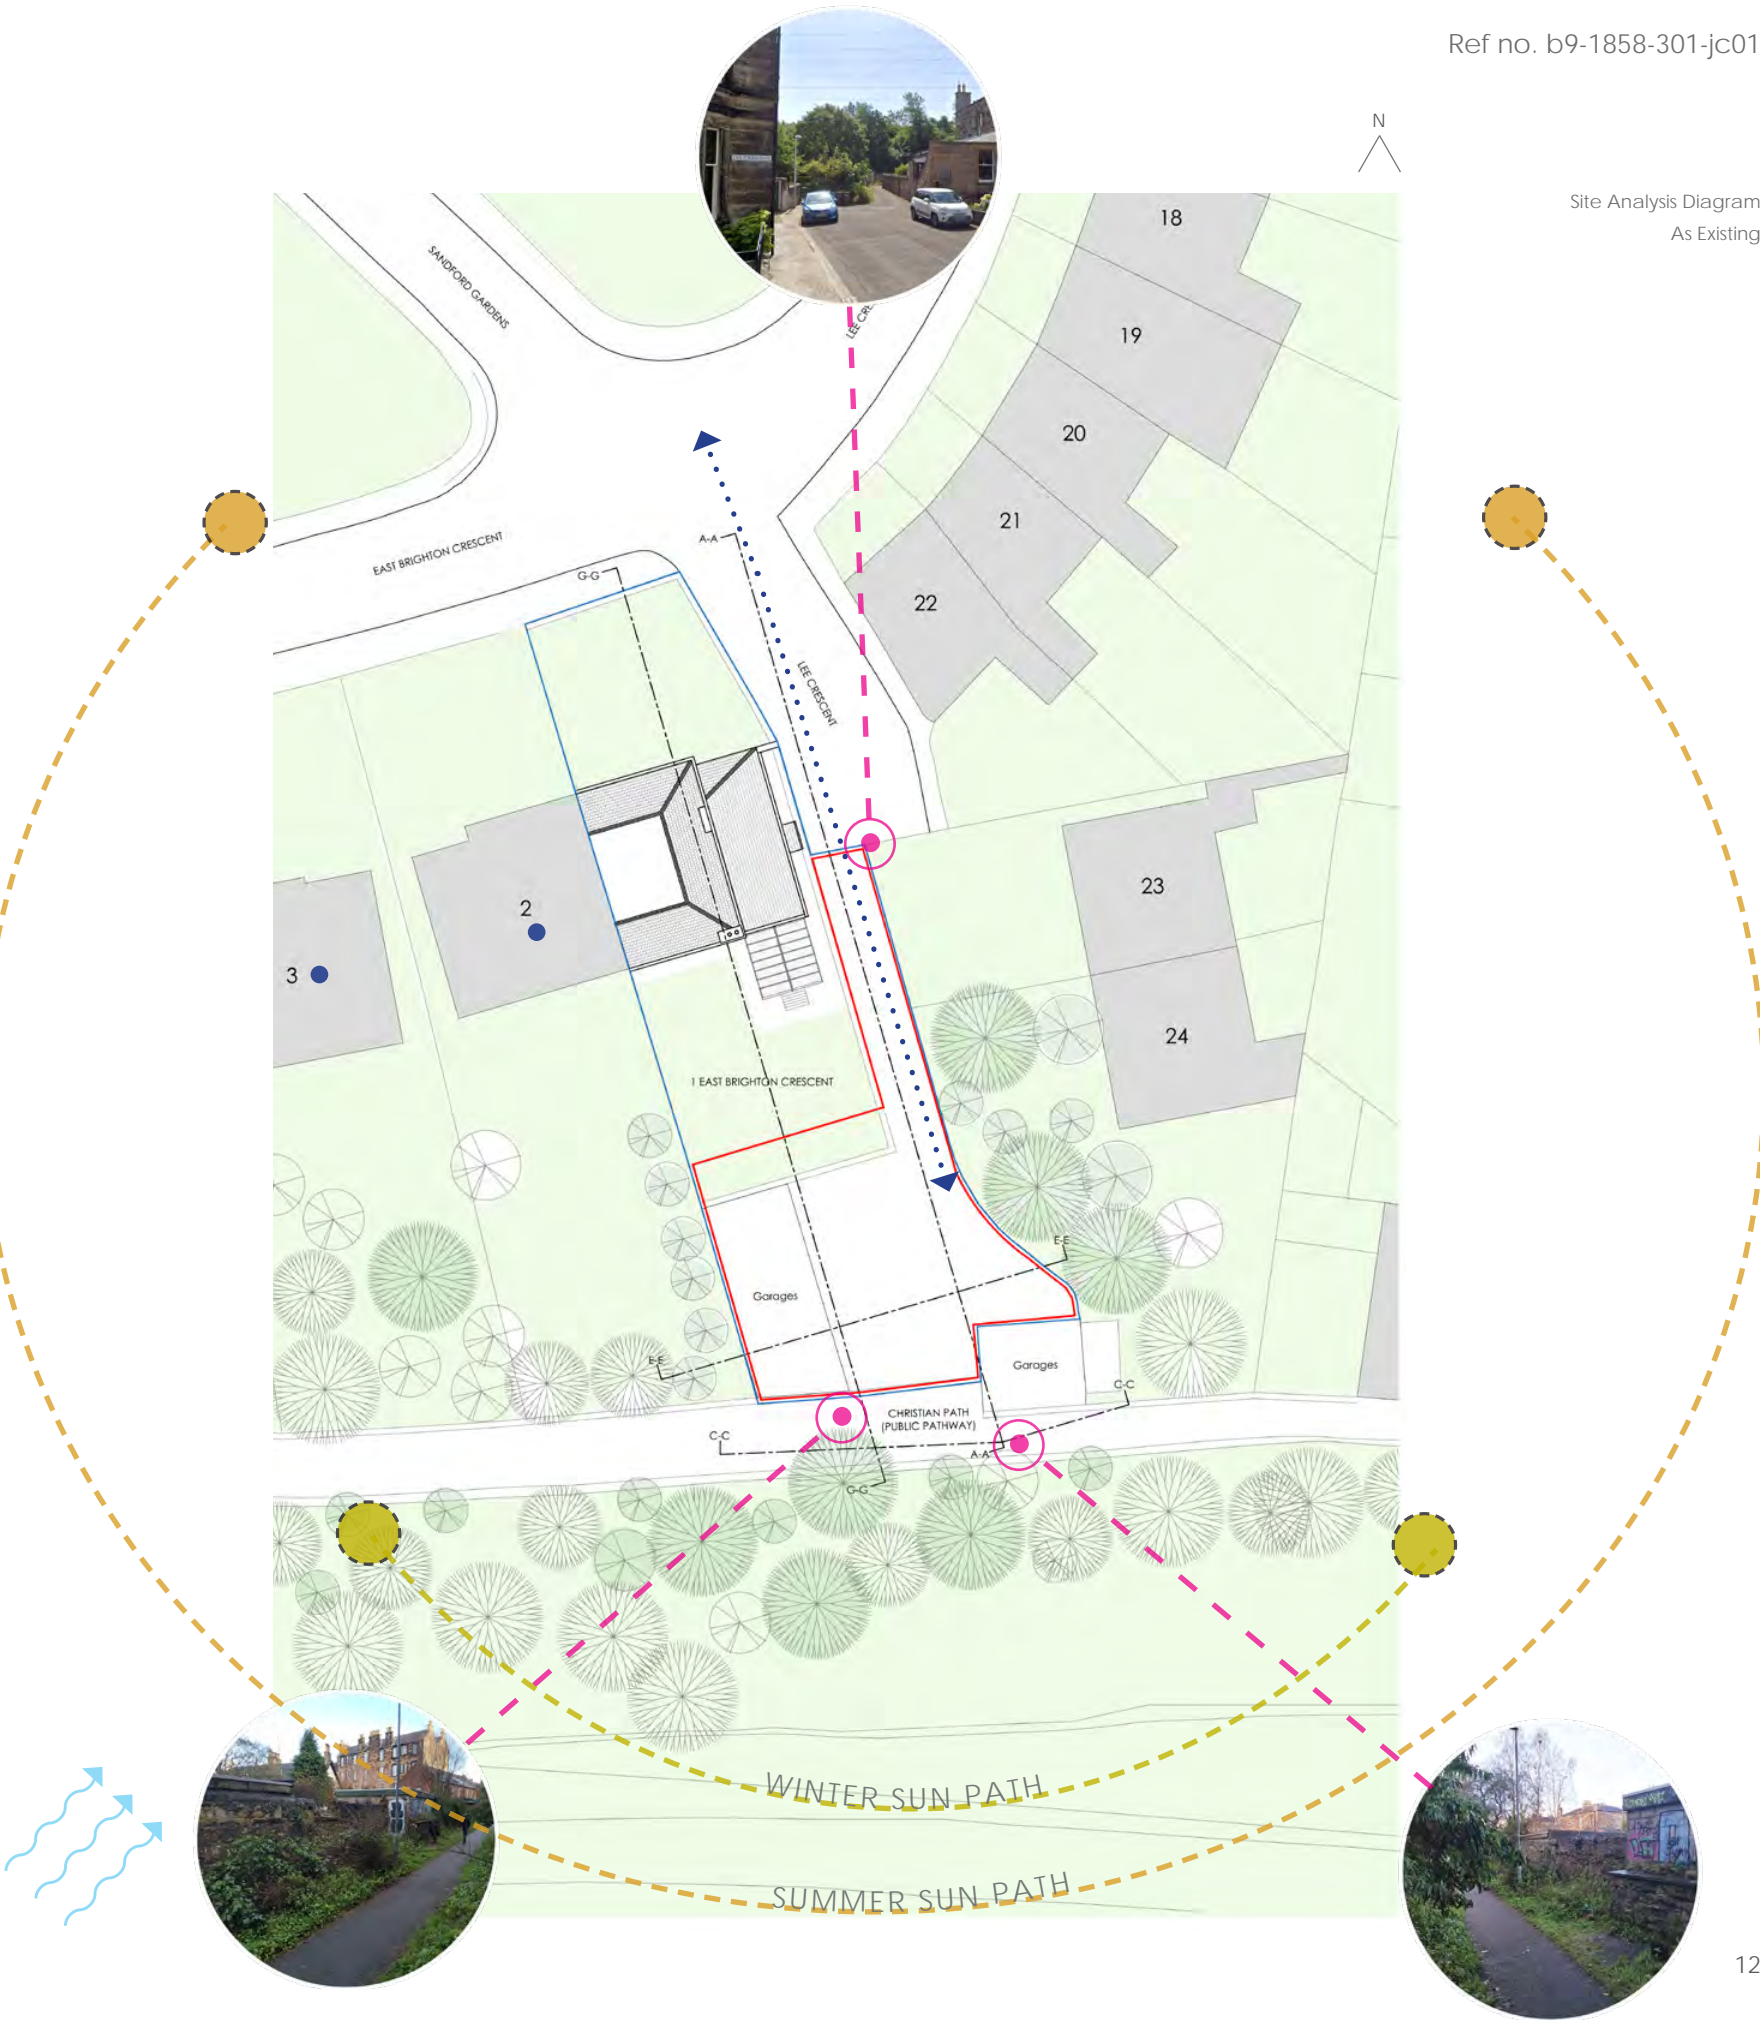 Ref no. b9-1858-301-jc01
N
Site Analysis Diagram
As Existing
18
SANDFORD GARDENS
LEE
19
20
21
A-A
EAST BRIGHTON CRESCENT
G-G
22
LEE CRESCENT
23
2
3
24
1 EAST BRIGHTON CRESCENT
E-E
Garages
E-E
Garages
C-C
CHRISTIAN PATH
(PUBLIC PATHWAY)
C-C
A-A
G-G
WINTER SUN PATH
SUMMER SUN PATH
12